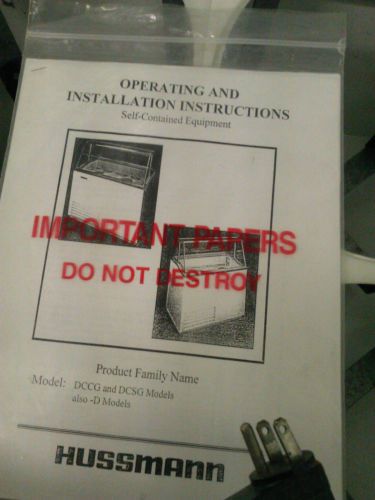 OPERATING AND
INSTALLATION INSTRUCTIONS
Self-Contained Equipment
IMPORTANT PAPERS
DO NOT DESTROY
Product Family Name
Model: DCCG and DCSG Models
also -D Models
HUSSMANN